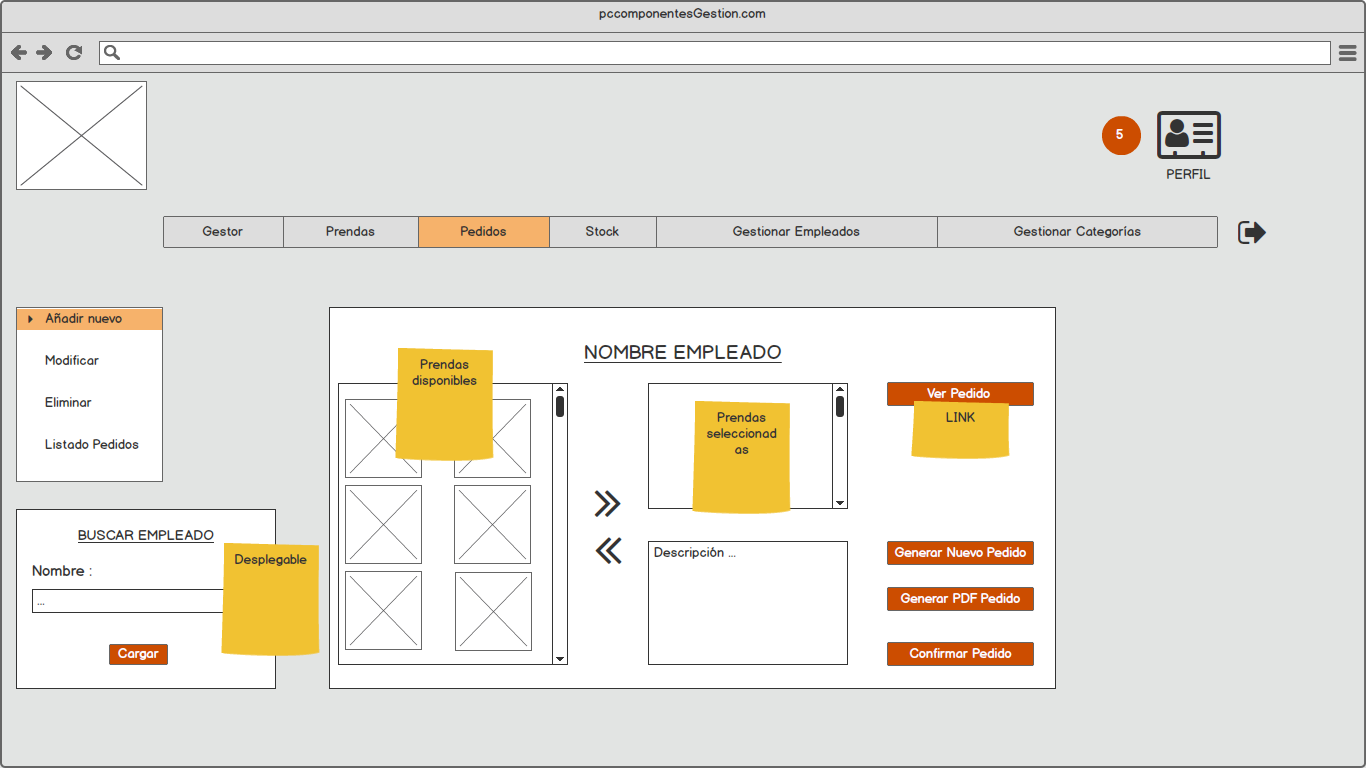 pccomponentesGestion.com
5
PERFIL
Gestor
Prendas
Pedidos
Stock
Gestionar Empleados
Gestionar Categorías
Añadir nuevo
Modificar
Eliminar
Listado Pedidos
BUSCAR EMPLEADO
Nombre :
...
Cargar
Desplegable
NOMBRE EMPLEADO
Prendas
disponibles
Prendas
seleccionad
as
Descripción ...
Ver Pedido
LINK
Generar Nuevo Pedido
Generar PDF Pedido
Confirmar Pedido